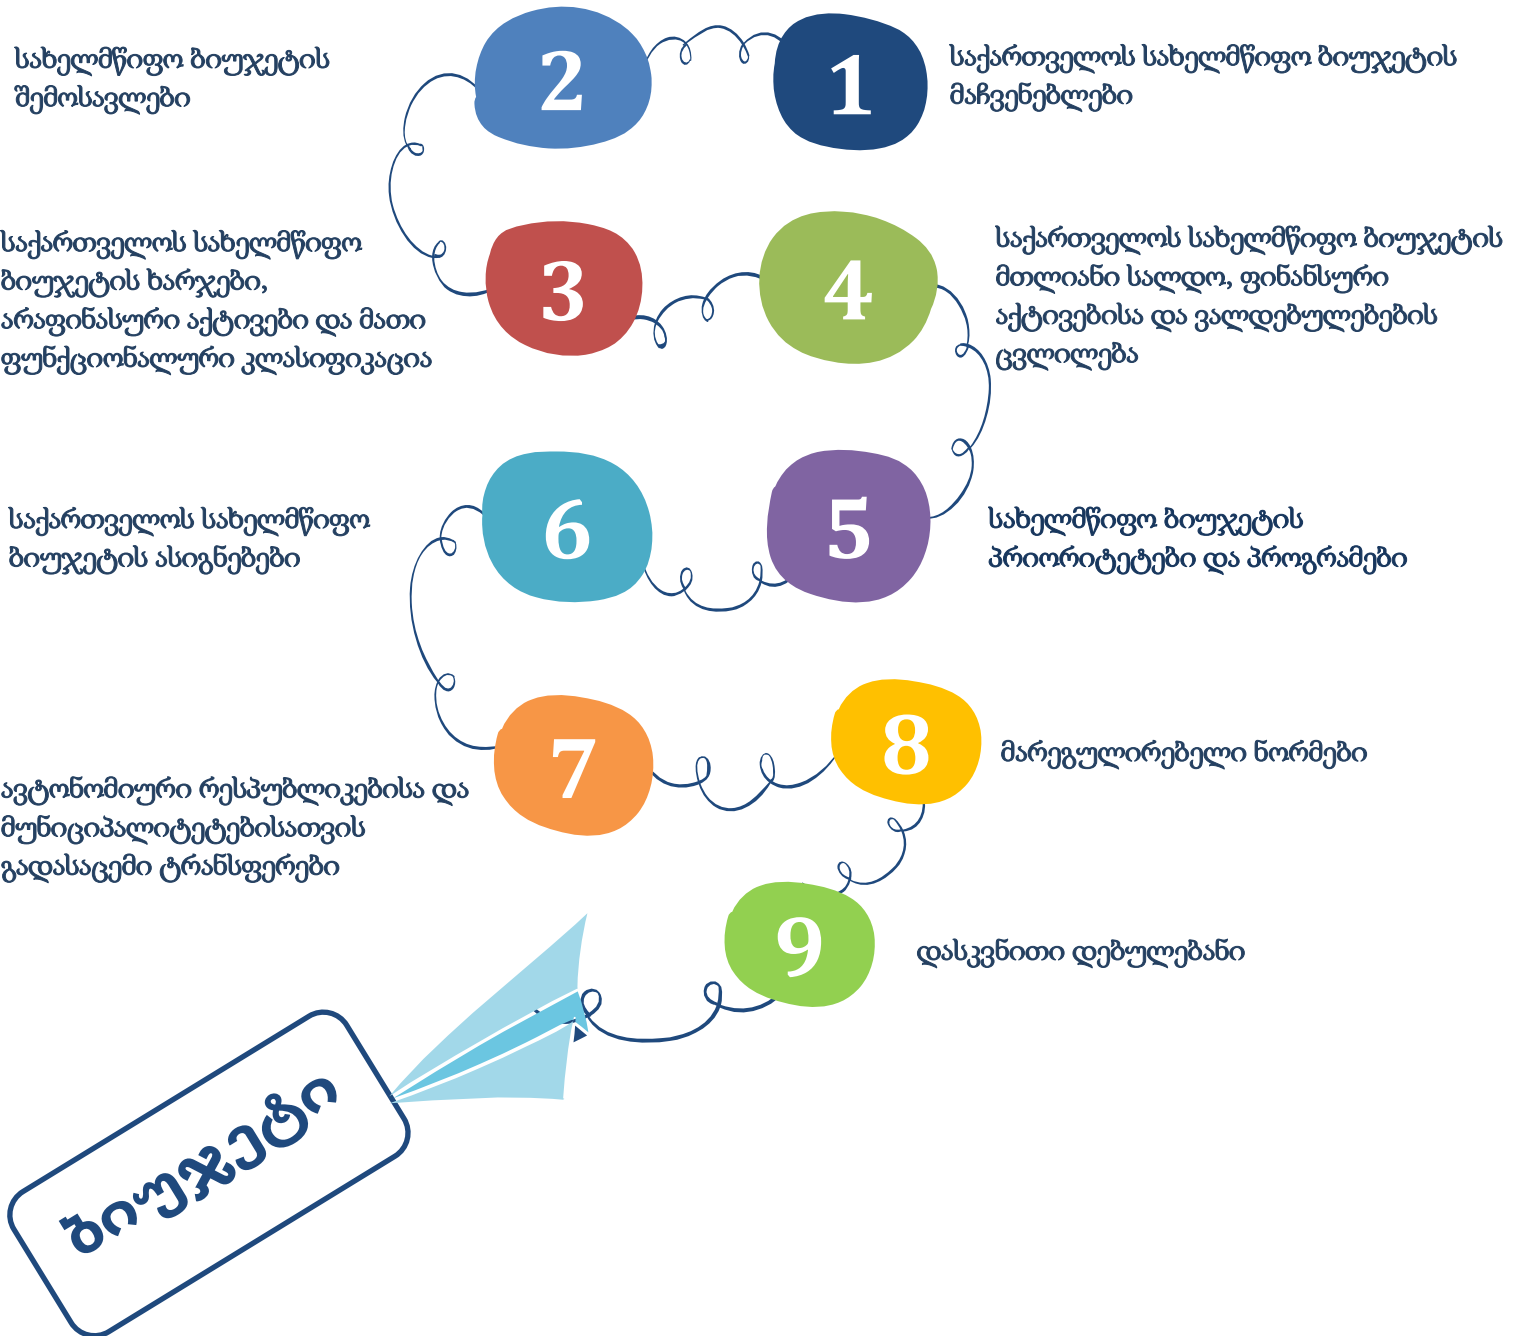 1
საქართველოს სახელმწიფო ბიუჯეტის
მაჩვენებლები
2
სახელმწიფო ბიუჯეტის
შემოსავლები
3
საქართველოს სახელმწიფო
ბიუჯეტის ხარჯები,
არაფინასური აქტივები და მათი
ფუნქციონალური კლასიფიკაცია
4
საქართველოს სახელმწიფო ბიუჯეტის
მთლიანი სალდო, ფინანსური
აქტივებისა და ვალდებულებების
ცვლილება
5
სახელმწიფო ბიუჯეტის
პრიორიტეტები და პროგრამები
6
საქართველოს სახელმწიფო
ბიუჯეტის ასიგნებები
7
ავტონომიური რესპუბლიკებისა და
მუნიციპალიტეტებისათვის
გადასაცემი ტრანსფერები
8
მარეგულირებელი ნორმები
9
დასკვნითი დებულებანი
ბიუჯეტი